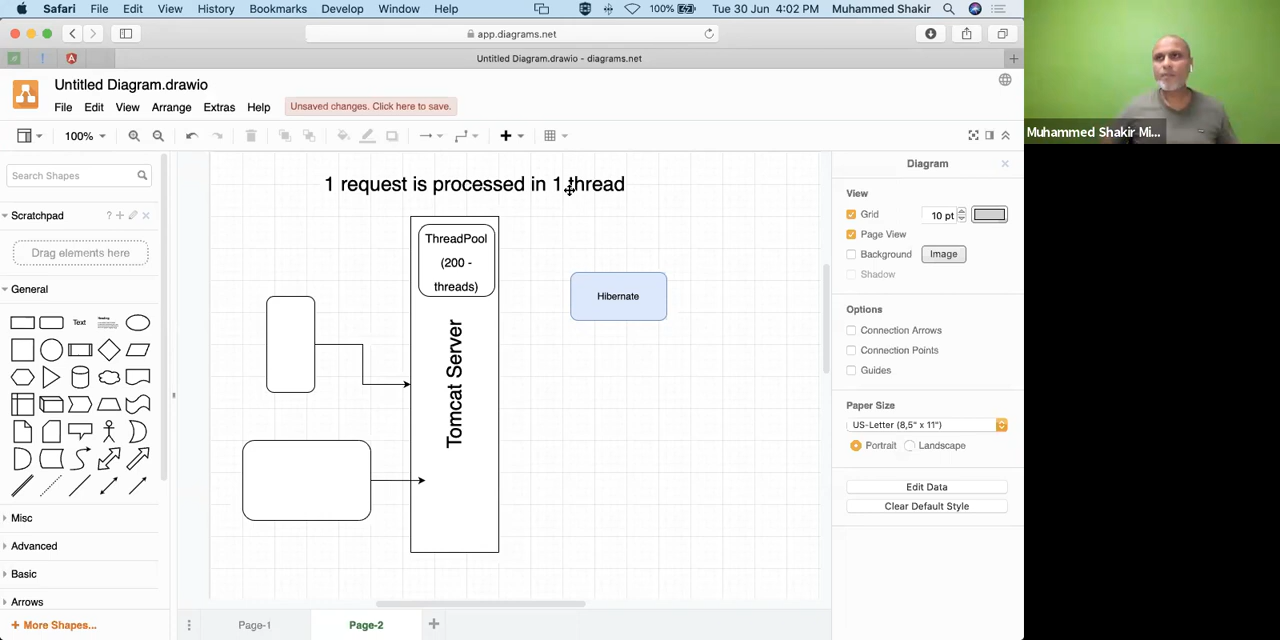 Safari File Edit View History Bookmarks Develop Window Help 100% Tue 30 Jun 4:02 PM Muhammed Shakir
app.diagrams.net
Untitled Diagram.drawio - diagrams.net
Untitled Diagram.drawio
File Edit View Arrange Extras Help Unsaved changes. Click here to save.
100%
Search Shapes
Scratchpad
Drag elements here
General
Text
Heading
Misc
Advanced
Basic
Arrows
+ More Shapes...
1 request is processed in 1 thread
ThreadPool
(200 -
threads)
Tomcat Server
Hibernate
Page-1 Page-2
Diagram
View
Grid 10 pt
Page View
Background Image
Shadow
Options
Connection Arrows
Connection Points
Guides
Paper Size
US-Letter (8,5" x 11")
Portrait Landscape
Edit Data
Clear Default Style
Muhammed Shakir Mi...